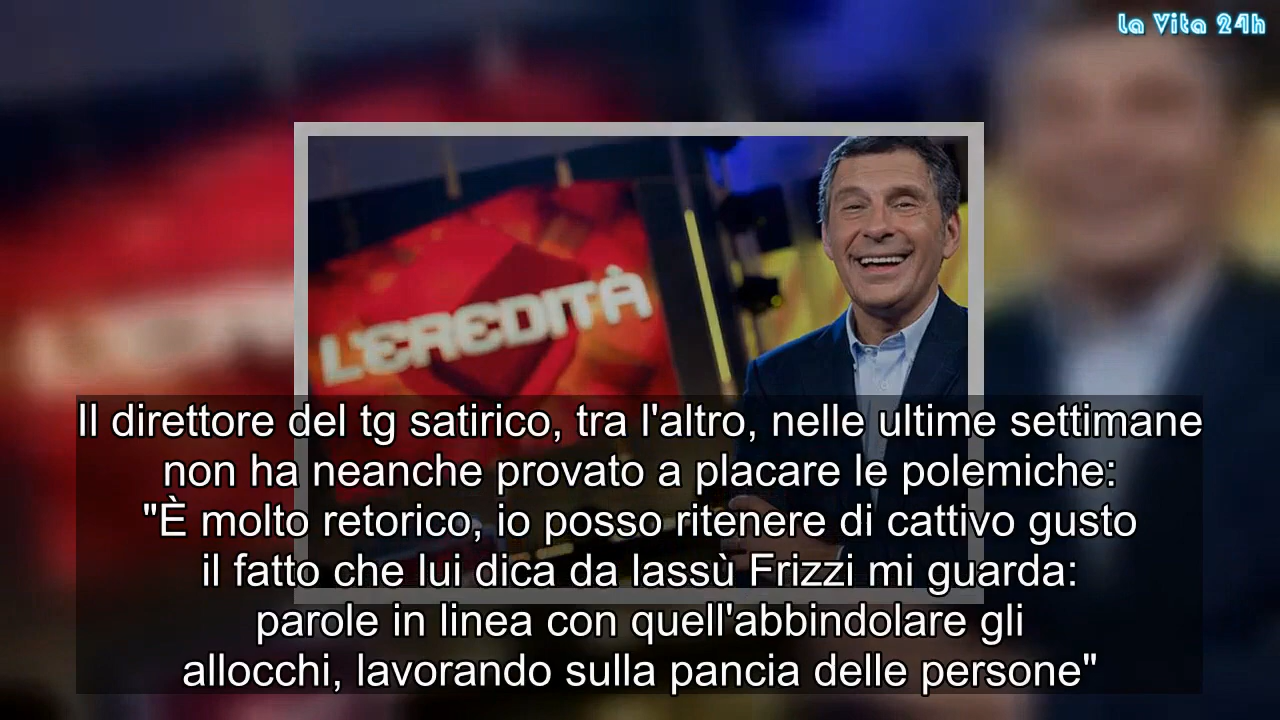 La Vita 24h
L'EREDITÀ
Il direttore del tg satirico, tra l'altro, nelle ultime settimane
non ha neanche provato a placare le polemiche:
"È molto retorico, io posso ritenere di cattivo gusto
il fatto che lui dica da lassù Frizzi mi guarda:
parole in linea con quell'abbindolare gli
allocchi, lavorando sulla pancia delle persone"